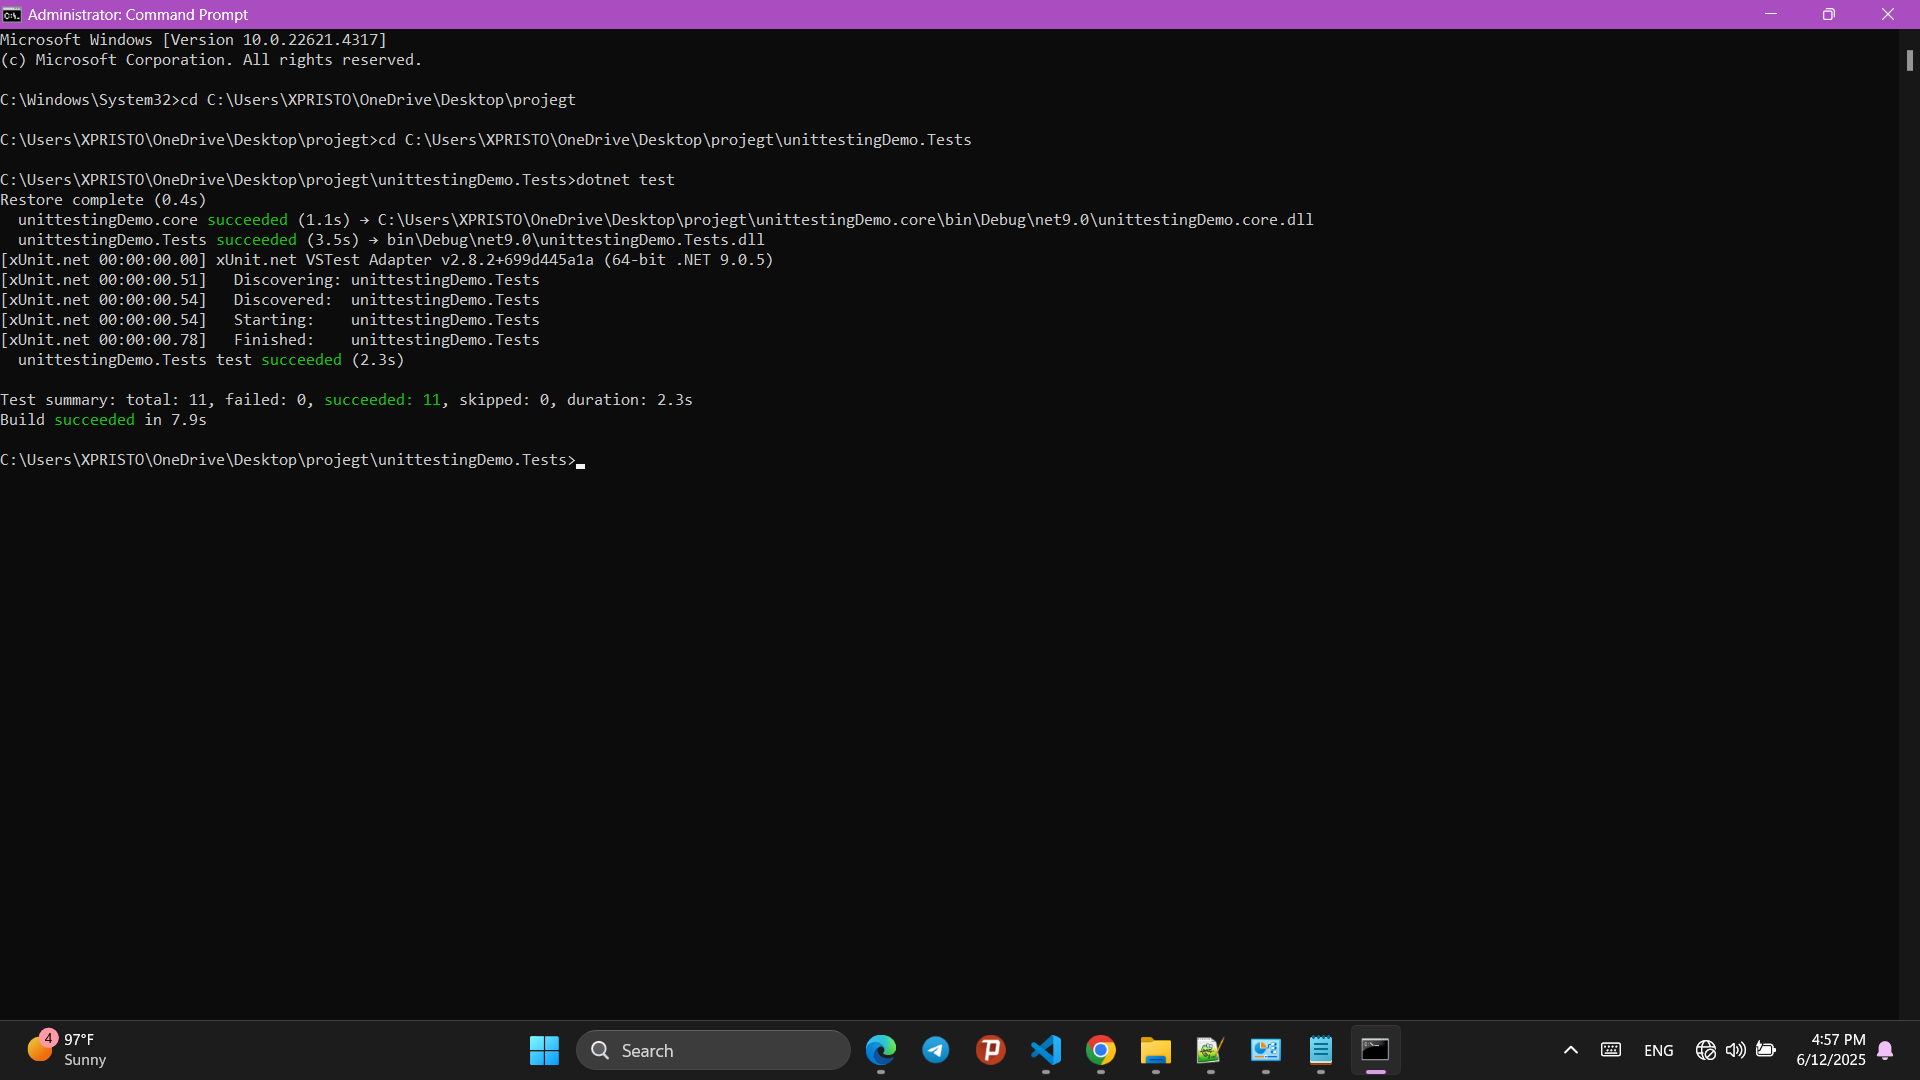 Administrator: Command Prompt
Microsoft Windows [Version 10.0.22621.4317]
(c) Microsoft Corporation. All rights reserved.
C:\Windows\System32>cd C:\Users\XPRISTO\OneDrive\Desktop\projegt
C:\Users\XPRISTO\OneDrive\Desktop\projegt>cd C:\Users\XPRISTO\OneDrive\Desktop\projegt\unittestingDemo.Tests
C:\Users\XPRISTO\OneDrive\Desktop\projegt\unittestingDemo.Tests>dotnet test
Restore complete (0.4s)
  unittestingDemo.core succeeded (1.1s) → C:\Users\XPRISTO\OneDrive\Desktop\projegt\unittestingDemo.core\bin\Debug\net9.0\unittestingDemo.core.dll
  unittestingDemo.Tests succeeded (3.5s) → bin\Debug\net9.0\unittestingDemo.Tests.dll
[xUnit.net 00:00:00.00] xUnit.net VSTest Adapter v2.8.2+699d445a1a (64-bit .NET 9.0.5)
[xUnit.net 00:00:00.51]   Discovering: unittestingDemo.Tests
[xUnit.net 00:00:00.54]   Discovered:  unittestingDemo.Tests
[xUnit.net 00:00:00.54]   Starting:    unittestingDemo.Tests
[xUnit.net 00:00:00.78]   Finished:    unittestingDemo.Tests
  unittestingDemo.Tests test succeeded (2.3s)
Test summary: total: 11, failed: 0, succeeded: 11, skipped: 0, duration: 2.3s
Build succeeded in 7.9s
C:\Users\XPRISTO\OneDrive\Desktop\projegt\unittestingDemo.Tests>
4
97°F
Sunny
Search
ENG
4:57 PM
6/12/2025